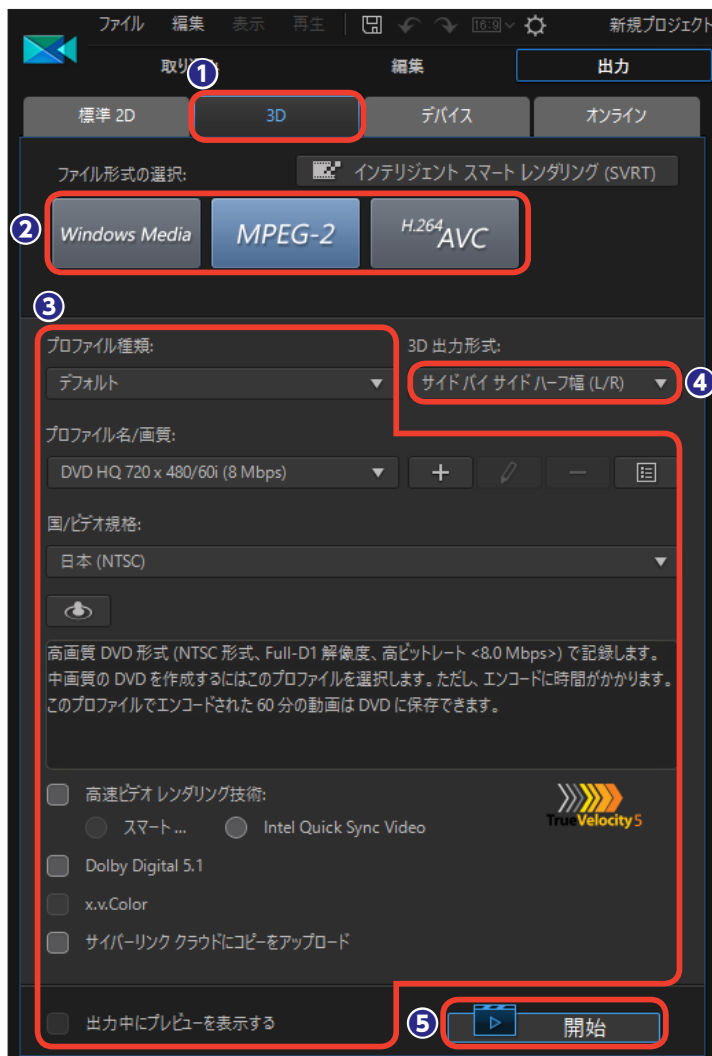 ファイル 編集 表示 再生 16:9 新規プロジェクト
編集 出力
1
標準 2D 3D デバイス オンライン
ファイル形式の選択: インテリジェント スマート レンダリング (SVRT)
2 Windows Media MPEG-2 H.264 AVC
3
プロファイル種類: 3D 出力形式:
デフォルト サイド バイ サイド ハーフ幅 (L/R) 4
プロファイル名/画質:
DVD HQ 720 x 480/60i (8 Mbps)
国/ビデオ規格:
日本 (NTSC)
高画質 DVD 形式 (NTSC 形式、Full-D1 解像度、高ビットレート <8.0 Mbps>) で記録します。
中画質の DVD を作成するにはこのプロファイルを選択します。ただし、エンコードに時間がかかります。
このプロファイルでエンコードされた 60 分の動画は DVD に保存できます。
高速ビデオ レンダリング技術:
スマート ... Intel Quick Sync Video
TrueVelocity 5
Dolby Digital 5.1
x.v.Color
サイバーリンク クラウドにコピーをアップロード
出力中にプレビューを表示する 5 開始